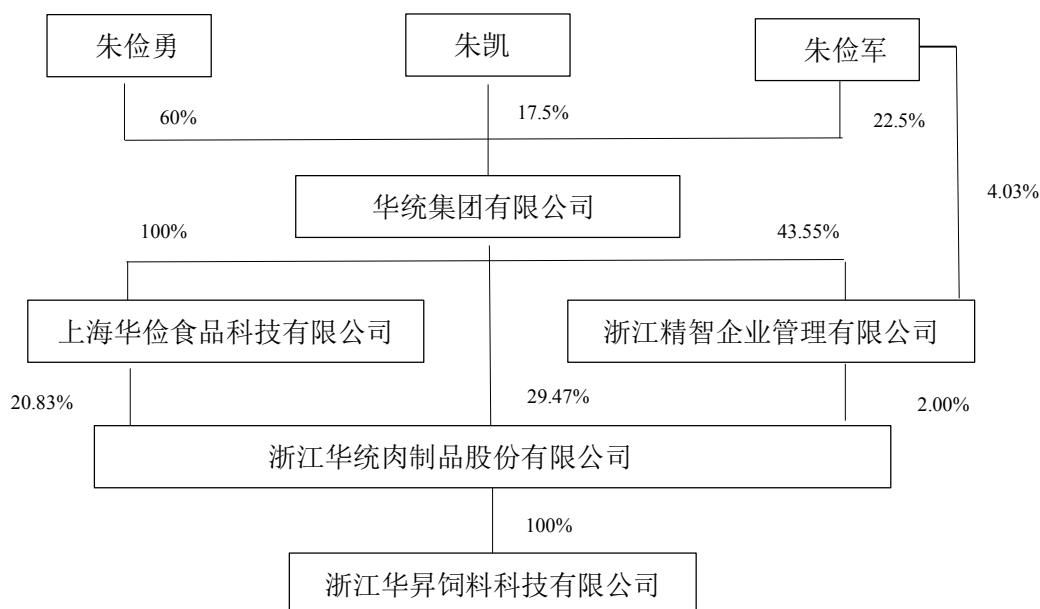 朱俭勇
朱凯
朱俭军
60%
17.5%
22.5%
4.03%
华统集团有限公司
100%
43.55%
上海华俭食品科技有限公司
浙江精智企业管理有限公司
20.83%
29.47%
2.00%
浙江华统肉制品股份有限公司
100%
浙江华昇饲料科技有限公司